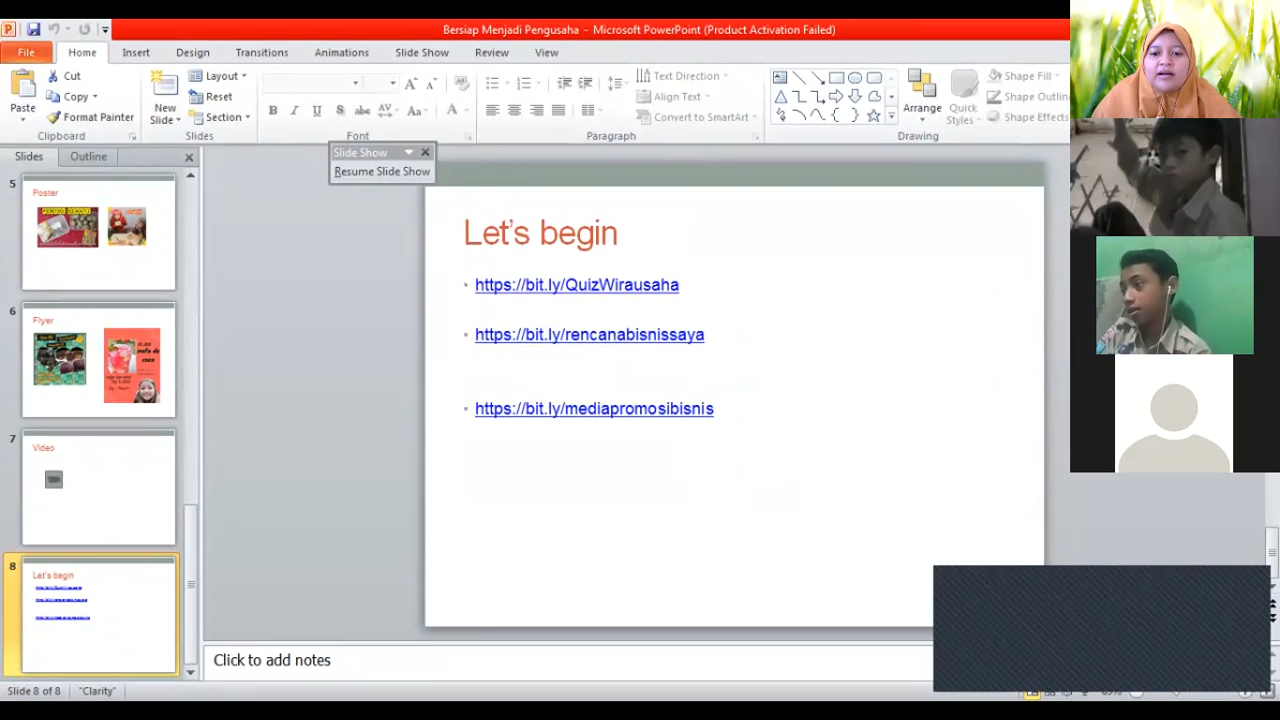 Bersiap Menjadi Pengusaha - Microsoft PowerPoint (Product Activation Failed)
File Home Insert Design Transitions Animations Slide Show Review View
Paste
Cut
Copy
Format Painter
Clipboard
New Slide
Layout
Reset
Section
Slides
Font
Text Direction
Align Text
Convert to SmartArt
Paragraph
Arrange
Quick Styles
Shape Fill
Shape Outlin
Shape Effects
Drawing
Slides Outline
Slide Show
Resume Slide Show
5
Poster
6
Flyer
7
Video
8
Let's begin
Let's begin
https://bit.ly/QuizWirausaha
https://bit.ly/rencanabisnissaya
https://bit.ly/mediapromosibisnis
Click to add notes
Slide 8 of 8 "Clarity"